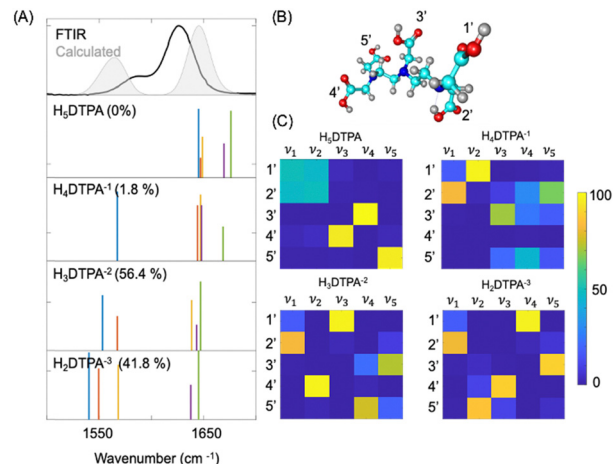 (A)
FTIR
Calculated
H₅DTPA (0%)
H₄DTPA⁻¹ (1.8 %)
H₃DTPA⁻² (56.4 %)
H₂DTPA⁻³ (41.8 %)
1550 1650
Wavenumber (cm ⁻¹)
(B)
3' 1'
5'
4' 2'
(C)
H₅DTPA H₄DTPA⁻¹
ν₁ ν₂ ν₃ ν₄ ν₅ ν₁ ν₂ ν₃ ν₄ ν₅
1' 1'
2' 2'
3' 3'
4' 4'
5' 5'
H₃DTPA⁻² H₂DTPA⁻³
ν₁ ν₂ ν₃ ν₄ ν₅ ν₁ ν₂ ν₃ ν₄ ν₅
1' 1'
2' 2'
3' 3'
4' 4'
5' 5'
100
50
0